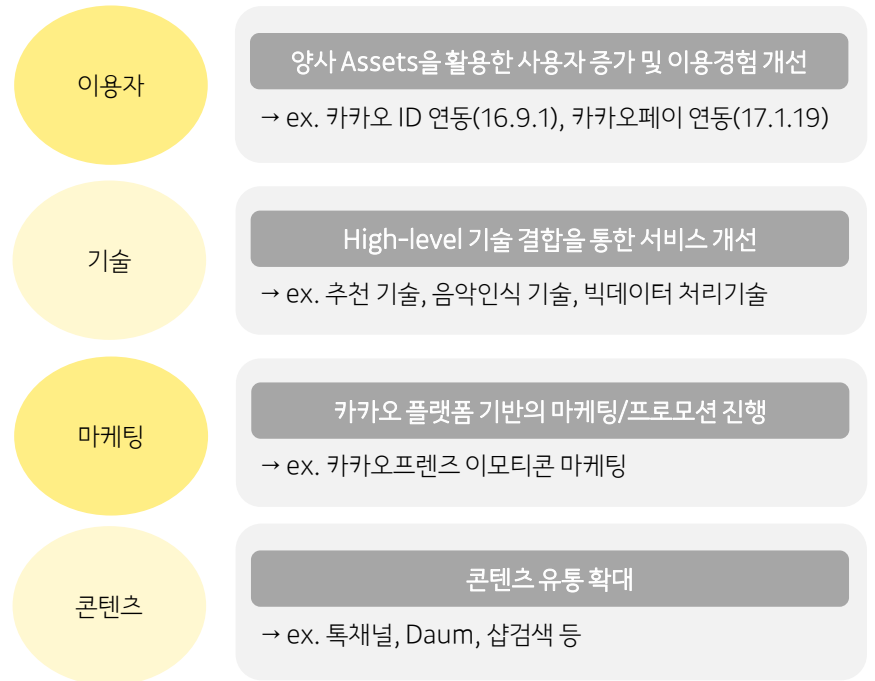 이용자
양사 Assets을 활용한 사용자 증가 및 이용경험 개선
→ ex. 카카오 ID 연동(16.9.1), 카카오페이 연동(17.1.19)
기술
High-level 기술 결합을 통한 서비스 개선
→ ex. 추천 기술, 음악인식 기술, 빅데이터 처리기술
마케팅
카카오 플랫폼 기반의 마케팅/프로모션 진행
→ ex. 카카오프렌즈 이모티콘 마케팅
콘텐츠
콘텐츠 유통 확대
→ ex. 톡채널, Daum, 샵검색 등